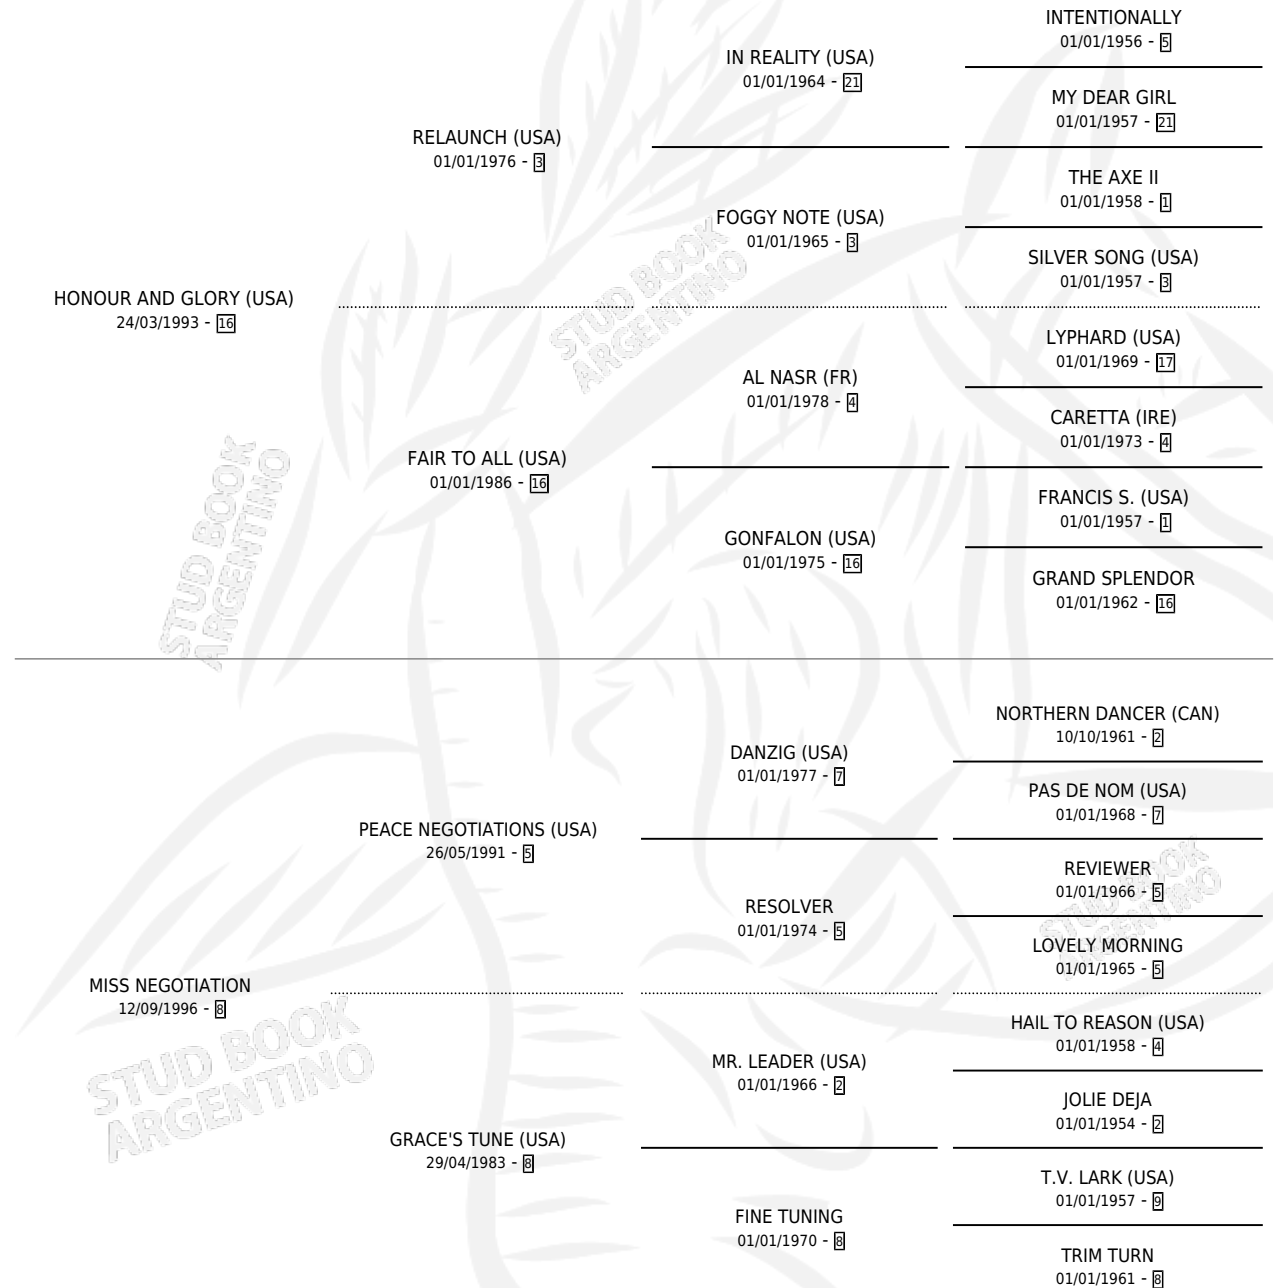 INTENTIONALLY
01/01/1956 - 5
IN REALITY (USA)
01/01/1964 - 21
MY DEAR GIRL
01/01/1957 - 21
RELAUNCH (USA)
01/01/1976 - 3
THE AXE II
01/01/1958 - 1
FOGGY NOTE (USA)
01/01/1965 - 3
SILVER SONG (USA)
01/01/1957 - 3
HONOUR AND GLORY (USA)
24/03/1993 - 16
LYPHARD (USA)
01/01/1969 - 17
AL NASR (FR)
01/01/1978 - 4
CARETTA (IRE)
01/01/1973 - 4
FAIR TO ALL (USA)
01/01/1986 - 16
FRANCIS S. (USA)
01/01/1957 - 1
GONFALON (USA)
01/01/1975 - 16
GRAND SPLENDOR
01/01/1962 - 16
NORTHERN DANCER (CAN)
10/10/1961 - 2
DANZIG (USA)
01/01/1977 - 7
PAS DE NOM (USA)
01/01/1968 - 7
PEACE NEGOTIATIONS (USA)
26/05/1991 - 5
REVIEWER
01/01/1966 - 5
RESOLVER
01/01/1974 - 5
LOVELY MORNING
01/01/1965 - 5
MISS NEGOTIATION
12/09/1996 - 8
HAIL TO REASON (USA)
01/01/1958 - 4
MR. LEADER (USA)
01/01/1966 - 2
JOLIE DEJA
01/01/1954 - 2
GRACE'S TUNE (USA)
29/04/1983 - 8
T.V. LARK (USA)
01/01/1957 - 9
FINE TUNING
01/01/1970 - 8
TRIM TURN
01/01/1961 - 8
STUD BOOK
ARGENTINO
STUD BOOK
ARGENTINO
STUD BOOK
ARGENTINO
STUD BOOK
ARGENTINO